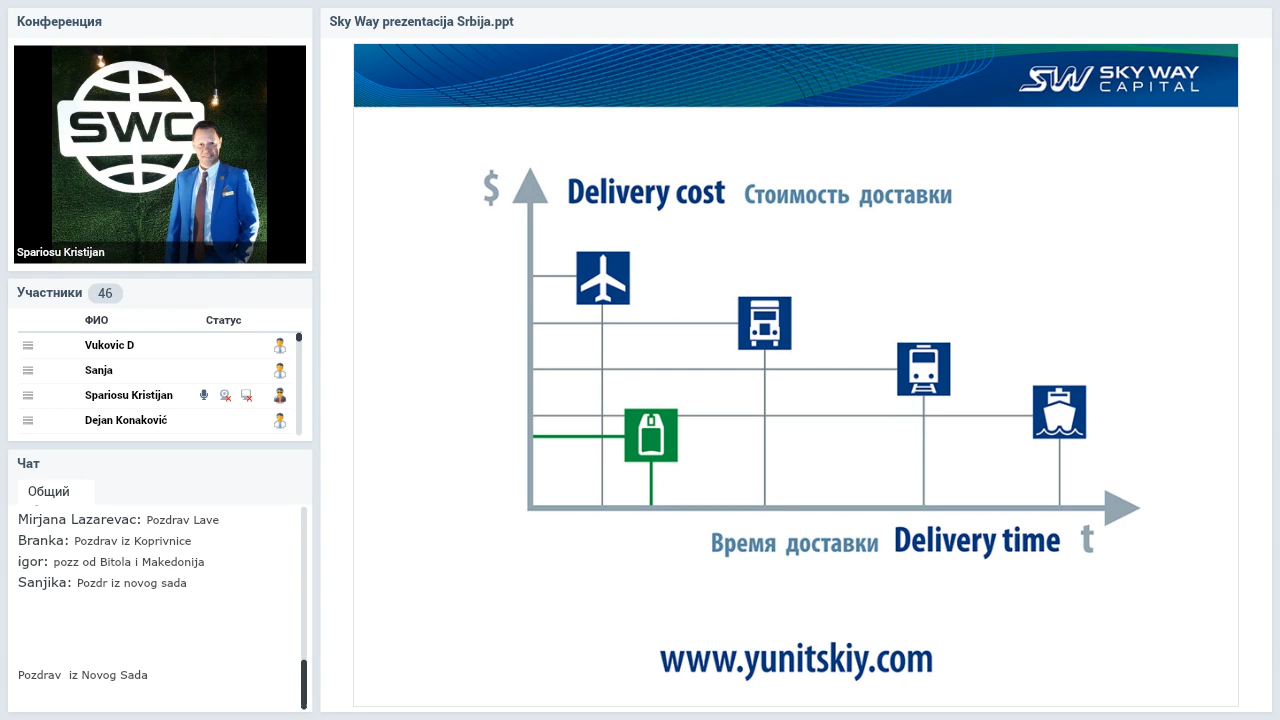 Конференция
SWC
Spariosu Kristijan
Участники 46
ФИО Статус
Vukovic D
Sanja
Spariosu Kristijan
Dejan Konaković
Чат
Общий
Mirjana Lazarevac: Pozdrav Lave
Branka: Pozdrav iz Koprivnice
igor: pozz od Bitola i Makedonija
Sanjika: Pozdr iz novog sada
Pozdrav iz Novog Sada
Sky Way prezentacija Srbija.ppt
SW SKY WAY
CAPITAL
$ Delivery cost Стоимость доставки
Время доставки Delivery time t
www.yunitskiy.com